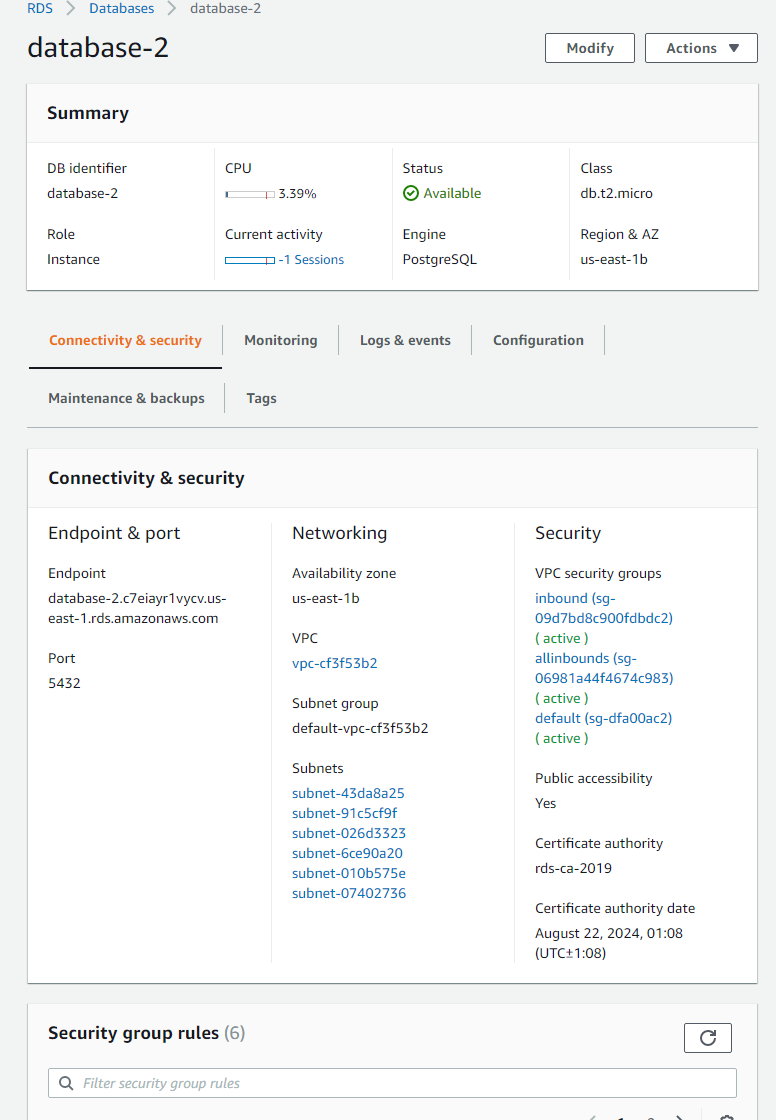 RDS > Databases > database-2
database-2
Modify
Actions
Summary
DB identifier
database-2
CPU
3.39%
Status
Available
Class
db.t2.micro
Role
Instance
Current activity
-1 Sessions
Engine
PostgreSQL
Region & AZ
us-east-1b
Connectivity & security
Monitoring
Logs & events
Configuration
Maintenance & backups
Tags
Connectivity & security
Endpoint & port
Endpoint
database-2.c7eiayr1vycv.us-
east-1.rds.amazonaws.com
Port
5432
Networking
Availability zone
us-east-1b
VPC
vpc-cf3f53b2
Subnet group
default-vpc-cf3f53b2
Subnets
subnet-43da8a25
subnet-91c5cf9f
subnet-026d3323
subnet-6ce90a20
subnet-010b575e
subnet-07402736
Security
VPC security groups
inbound (sg-
09d7bd8c900fdbdc2)
( active )
allinbounds (sg-
06981a44f4674c983)
( active )
default (sg-dfa00ac2)
( active )
Public accessibility
Yes
Certificate authority
rds-ca-2019
Certificate authority date
August 22, 2024, 01:08
(UTC±1:08)
Security group rules (6)
Filter security group rules